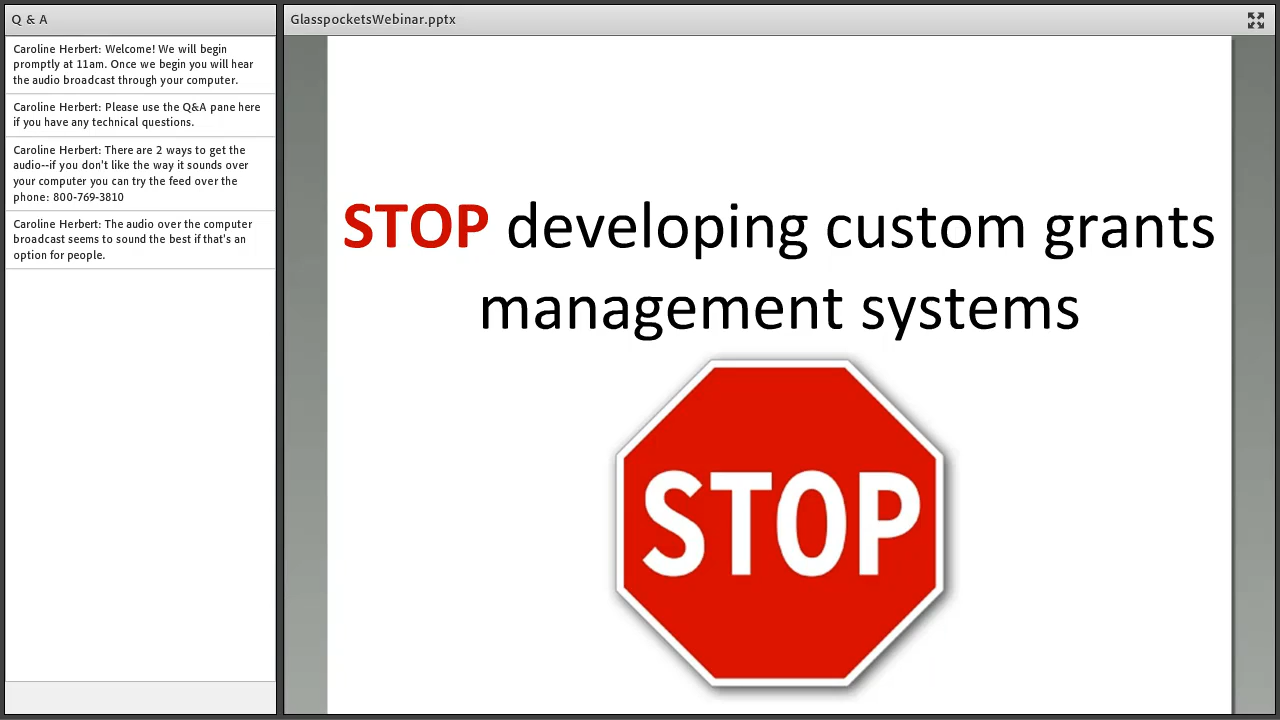 Q & A
Caroline Herbert: Welcome! We will begin
promptly at 11am. Once we begin you will hear
the audio broadcast through your computer.
Caroline Herbert: Please use the Q&A pane here
if you have any technical questions.
Caroline Herbert: There are 2 ways to get the
audio--if you don't like the way it sounds over
your computer you can try the feed over the
phone: 800-769-3810
Caroline Herbert: The audio over the computer
broadcast seems to sound the best if that's an
option for people.
GlasspocketsWebinar.pptx
STOP developing custom grants
management systems
STOP